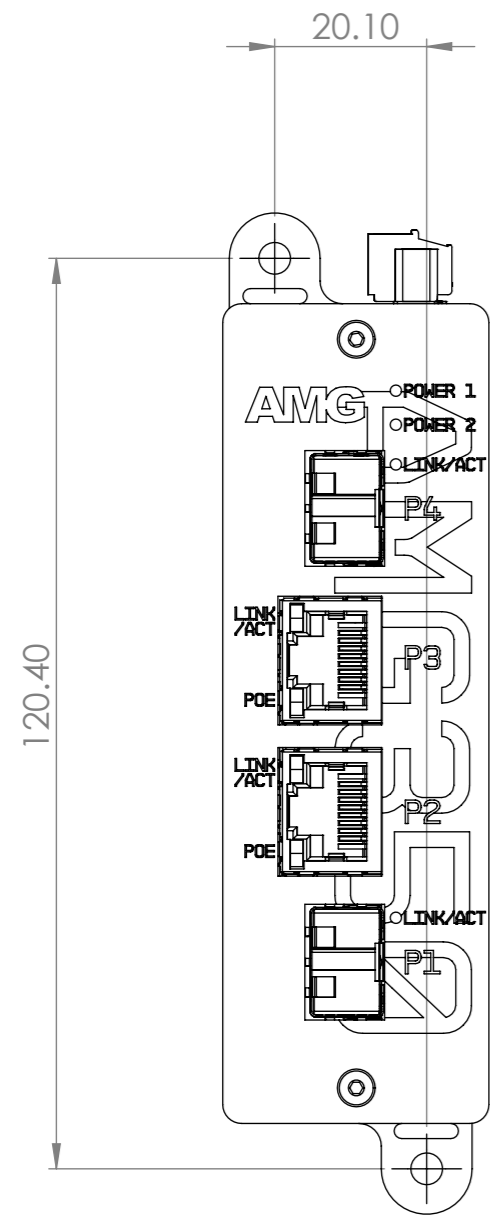 20.10
120.40
AMG
POWER 1
POWER 2
LINK/ACT
P4
LINK
/ACT
P3
POE
LINK
/ACT
P2
POE
LINK/ACT
P1